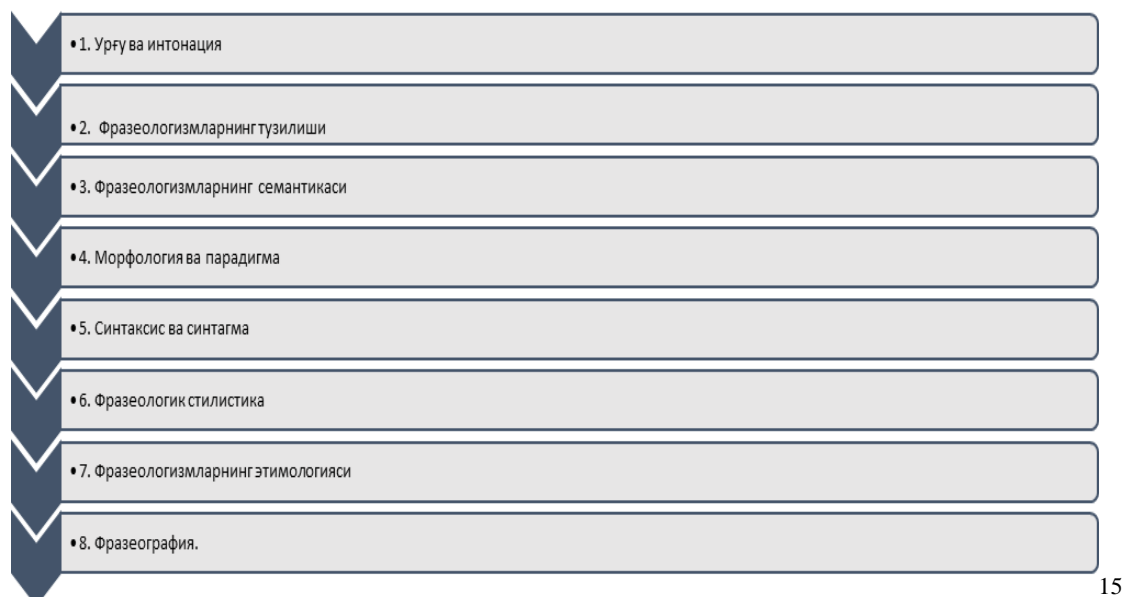 • 1. Урғу ва интонация
• 2. Фразеологизмларнинг тузилиши
• 3. Фразеологизмларнинг семантикаси
• 4. Морфология ва парадигма
• 5. Синтаксис ва синтагма
• 6. Фразеологик стилистика
• 7. Фразеологизмларнинг этимологияси
• 8. Фразеография.
15